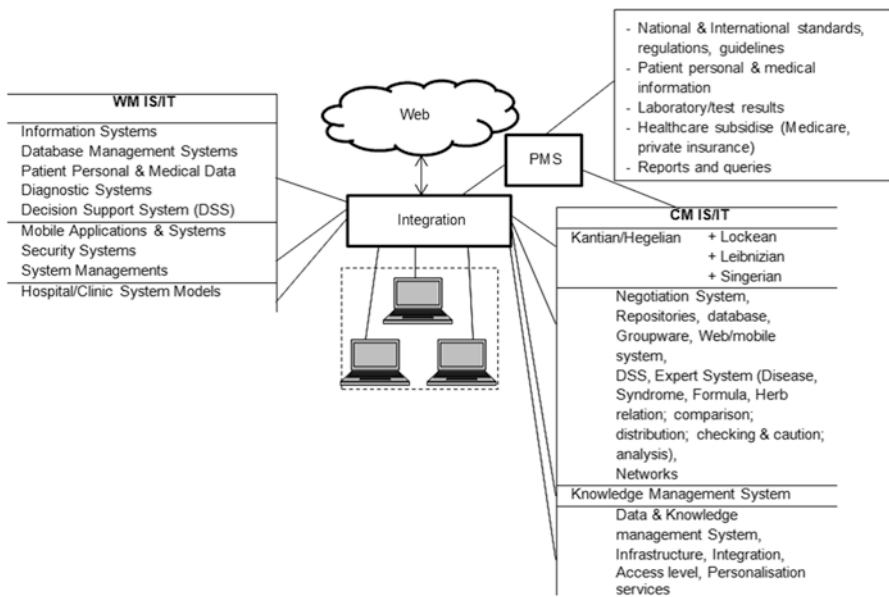 WM IS/IT
Information Systems
Database Management Systems
Patient Personal & Medical Data
Diagnostic Systems
Decision Support System (DSS)
Mobile Applications & Systems
Security Systems
System Managements
Hospital/Clinic System Models
Web
Integration
PMS
- National & International standards,
regulations, guidelines
- Patient personal & medical
information
- Laboratory/test results
- Healthcare subsidise (Medicare,
private insurance)
- Reports and queries
CM IS/IT
Kantian/Hegelian + Lockean
+ Leibnizian
+ Singerian
Negotiation System,
Repositories, database,
Groupware, Web/mobile
system,
DSS, Expert System (Disease,
Syndrome, Formula, Herb
relation; comparison;
distribution; checking & caution;
analysis),
Networks
Knowledge Management System
Data & Knowledge
management System,
Infrastructure, Integration,
Access level, Personalisation
services